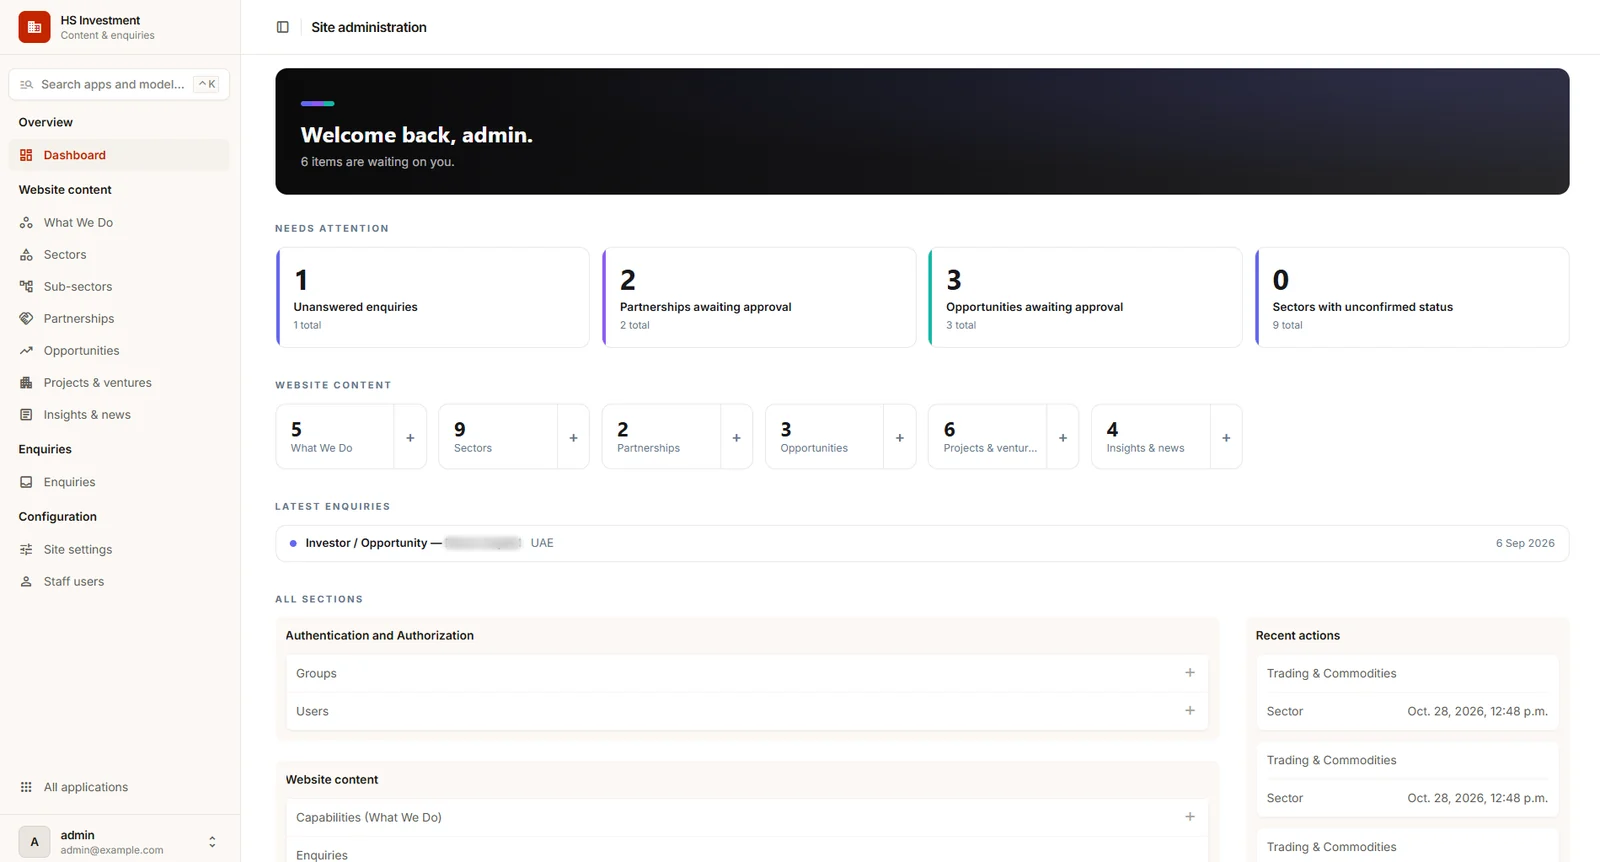 HS Investment
Content & enquiries
Search apps and model...
^ K
Overview
Dashboard
Website content
What We Do
Sectors
Sub-sectors
Partnerships
Opportunities
Projects & ventures
Insights & news
Enquiries
Enquiries
Configuration
Site settings
Staff users
All applications
A
admin
admin@example.com
Site administration
Welcome back, admin.
6 items are waiting on you.
NEEDS ATTENTION
1
Unanswered enquiries
1 total
2
Partnerships awaiting approval
2 total
3
Opportunities awaiting approval
3 total
0
Sectors with unconfirmed status
9 total
WEBSITE CONTENT
5
What We Do
+
9
Sectors
+
2
Partnerships
+
3
Opportunities
+
6
Projects & ventur...
+
4
Insights & news
+
LATEST ENQUIRIES
Investor / Opportunity — UAE 6 Sep 2026
ALL SECTIONS
Authentication and Authorization
Groups +
Users +
Website content
Capabilities (What We Do) +
Enquiries
Recent actions
Trading & Commodities
Sector Oct. 28, 2026, 12:48 p.m.
Trading & Commodities
Sector Oct. 28, 2026, 12:48 p.m.
Trading & Commodities